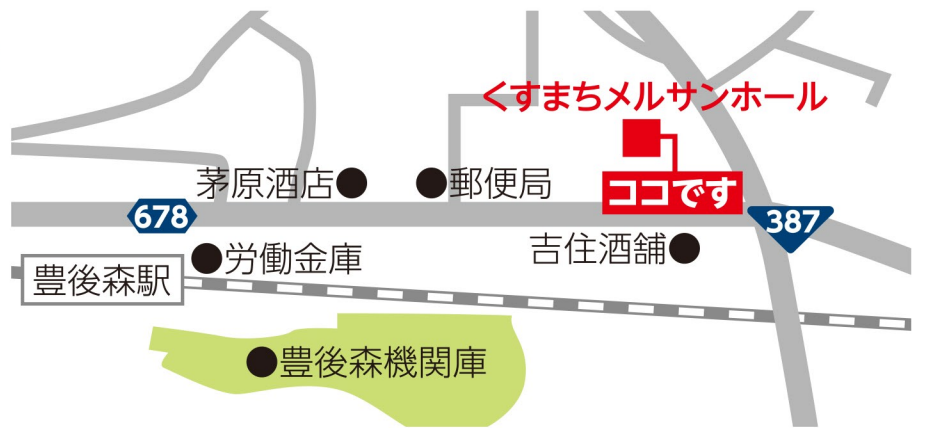 くすまちメルサンホール
ココです
茅原酒店
郵便局
678
387
労働金庫
吉住酒舗
豊後森駅
豊後森機関庫